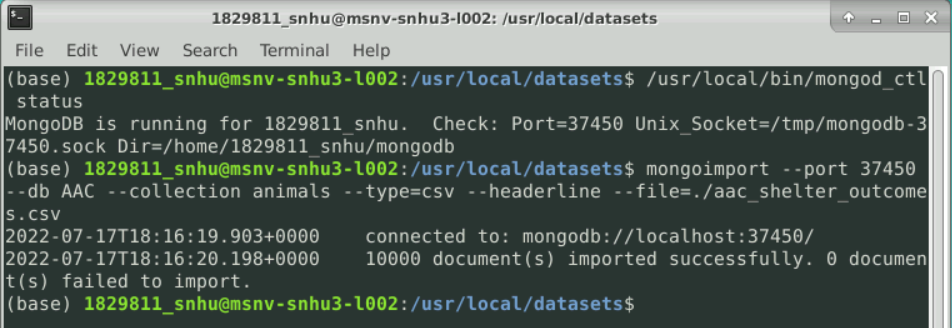 1829811_snhu@msnv-snhu3-l002: /usr/local/datasets
File Edit View Search Terminal Help
(base) 1829811_snhu@msnv-snhu3-l002:/usr/local/datasets$ /usr/local/bin/mongod_ctl
 status
MongoDB is running for 1829811_snhu.  Check: Port=37450 Unix_Socket=/tmp/mongodb-3
7450.sock Dir=/home/1829811_snhu/mongodb
(base) 1829811_snhu@msnv-snhu3-l002:/usr/local/datasets$ mongoimport --port 37450
--db AAC --collection animals --type=csv --headerline --file=./aac_shelter_outcome
s.csv
2022-07-17T18:16:19.903+0000    connected to: mongodb://localhost:37450/
2022-07-17T18:16:20.198+0000    10000 document(s) imported successfully. 0 documen
t(s) failed to import.
(base) 1829811_snhu@msnv-snhu3-l002:/usr/local/datasets$